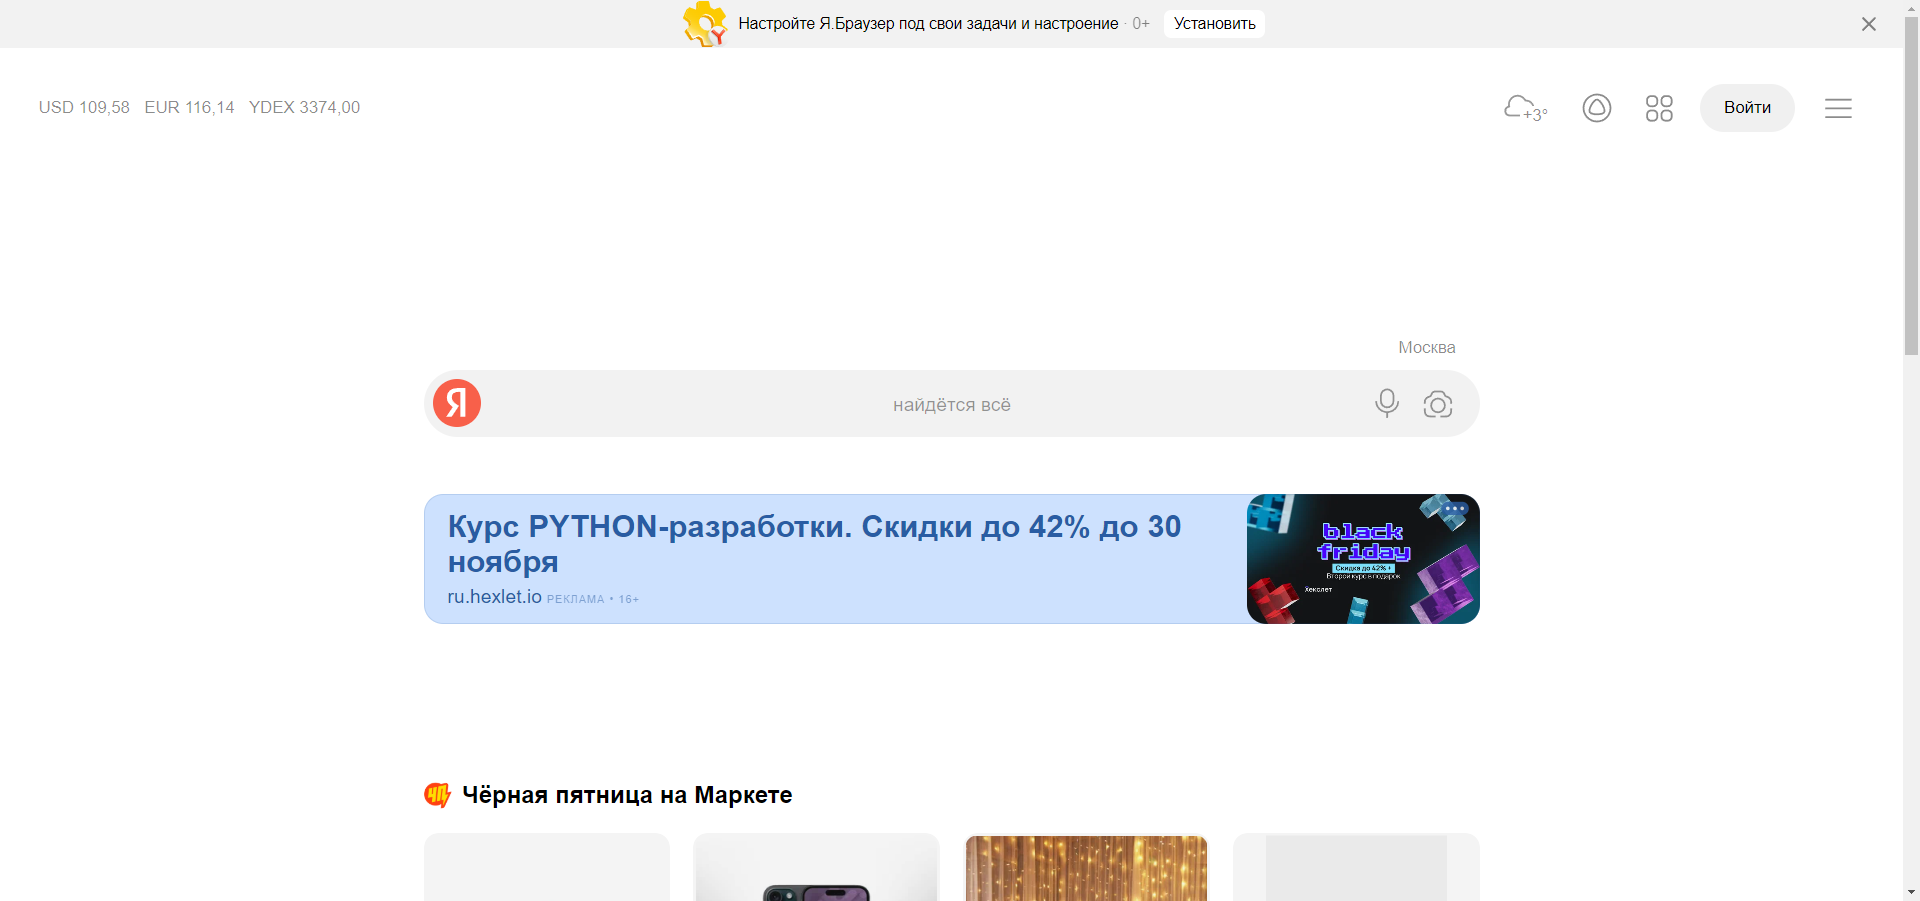 Настройте Я.Браузер под свои задачи и настроение · 0+ Установить
USD 109,58 EUR 116,14 YDEX 3374,00
+3° Войти
Москва
Я найдётся всё
Курс PYTHON-разработки. Скидки до 42% до 30
ноября
ru.hexlet.io РЕКЛАМА • 16+
black
friday
Скидка до 42% +
Второй курс в подарок
Хекслет
ЧП Чёрная пятница на Маркете